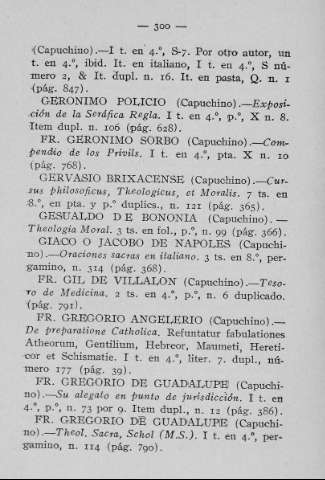 — 300 —
(Capuchino).—I t. en 4.º, S-7. Por otro autor, un
t. en 4.º, ibid. It. en italiano, I t. en 4.º, S nú-
mero 2, & It. dupl. n. 16. It. en pasta, Q. n. 1
(pág. 847).
GERONIMO POLICIO (Capuchino).—Exposi-
ción de la Seráfica Regla. I t. en 4.º, p.º, X n. 8.
Item dupl. n. 106 (pág. 628).
FR. GERONIMO SORBO (Capuchino).—Com-
pendio de los Privils. I t. en 4.º, pta. X n. 10
(pág. 768).
GERVASIO BRIXACENSE (Capuchino).—Cur-
sus philosoficus, Theologicus, et Moralis. 7 ts. en
8.º, en pta. y p.º duplics., n. 121 (pág. 365).
GESUALDO DE BONONIA (Capuchino).—
Theologia Moral. 3 ts. en fol., p.º, n. 99 (pág. 366).
GIACO O JACOBO DE NAPOLES (Capuchi-
no).—Oraciones sacras en italiano. 3 ts. en 8.º, per-
gamino, n. 314 (pág. 368).
FR. GIL DE VILLALON (Capuchino).—Teso-
ro de Medicina. 2 ts. en 4.º, p.º, n. 6 duplicado.
(pág. 791).
FR. GREGORIO ANGELERIO (Capuchino).—
De preparatione Catholica. Refuntatur fabulationes
Atheorum, Gentilium, Hebreor, Maumeti, Hereti-
cor et Schismatie. I t. en 4.º, liter. 7. dupl., nú-
mero 177 (pág. 39).
FR. GREGORIO DE GUADALUPE (Capuchi-
no).—Su alegato en punto de jurisdicción. I t. en
4.º, p.º, n. 73 por 9. Item dupl., n. 12 (pág. 386).
FR. GREGORIO DE GUADALUPE (Capuchi-
no).—Theol. Sacra, Schol (M.S.). I t. en 4.º, per-
gamino, n. 114 (pág. 790).